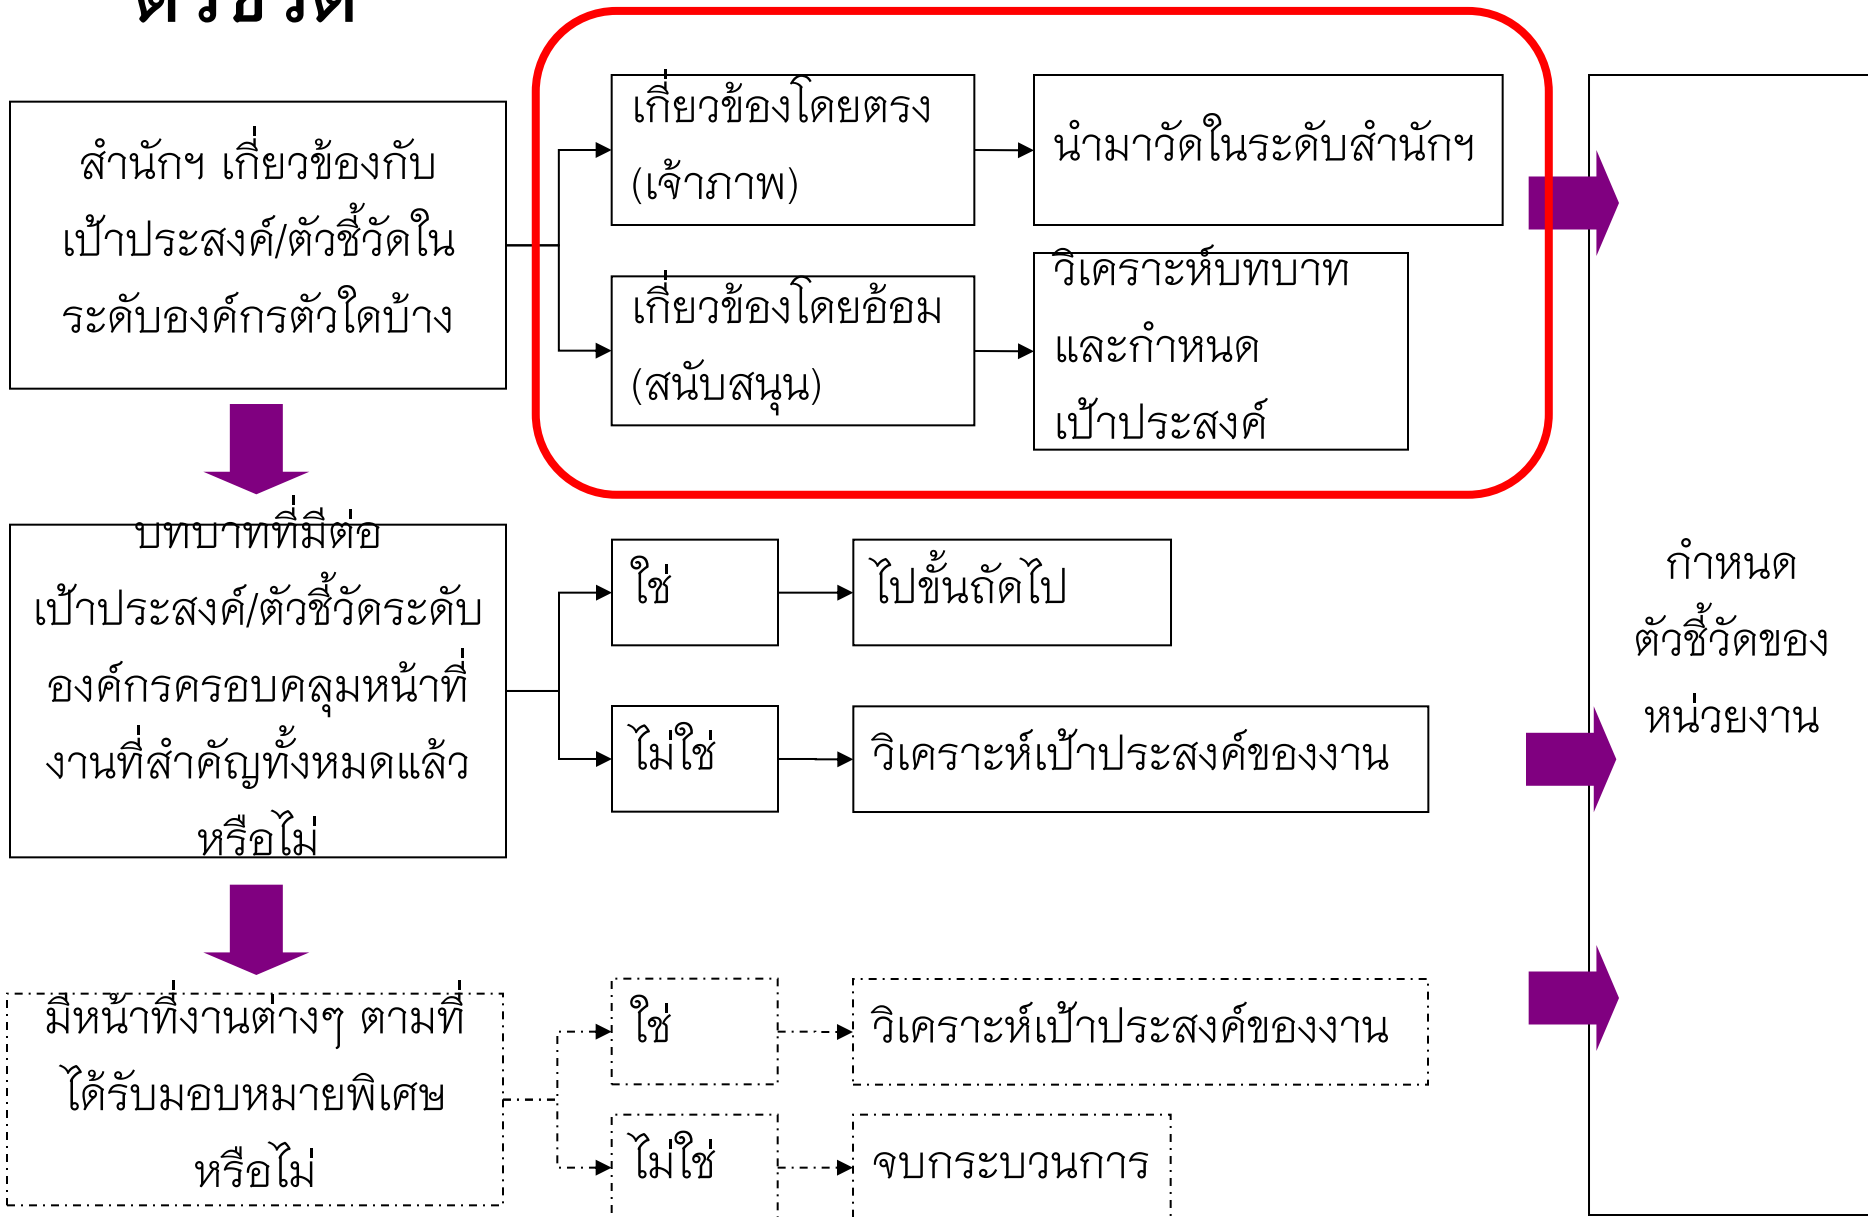 ตัวชี้วัด
สำนักฯ เกี่ยวข้องกับ
เป้าประสงค์/ตัวชี้วัดใน
ระดับองค์กรตัวใดบ้าง
เกี่ยวข้องโดยตรง
(เจ้าภาพ)
นำมาวัดในระดับสำนักฯ
เกี่ยวข้องโดยอ้อม
(สนับสนุน)
วิเคราะห์บทบาท
และกำหนด
เป้าประสงค์
บทบาทที่มีต่อ
เป้าประสงค์/ตัวชี้วัดระดับ
องค์กรครอบคลุมหน้าที่
งานที่สำคัญทั้งหมดแล้ว
หรือไม่
ใช่
ไปขั้นถัดไป
ไม่ใช่
วิเคราะห์เป้าประสงค์ของงาน
มีหน้าที่งานต่างๆ ตามที่
ได้รับมอบหมายพิเศษ
หรือไม่
ใช่
วิเคราะห์เป้าประสงค์ของงาน
ไม่ใช่
จบกระบวนการ
กำหนด
ตัวชี้วัดของ
หน่วยงาน